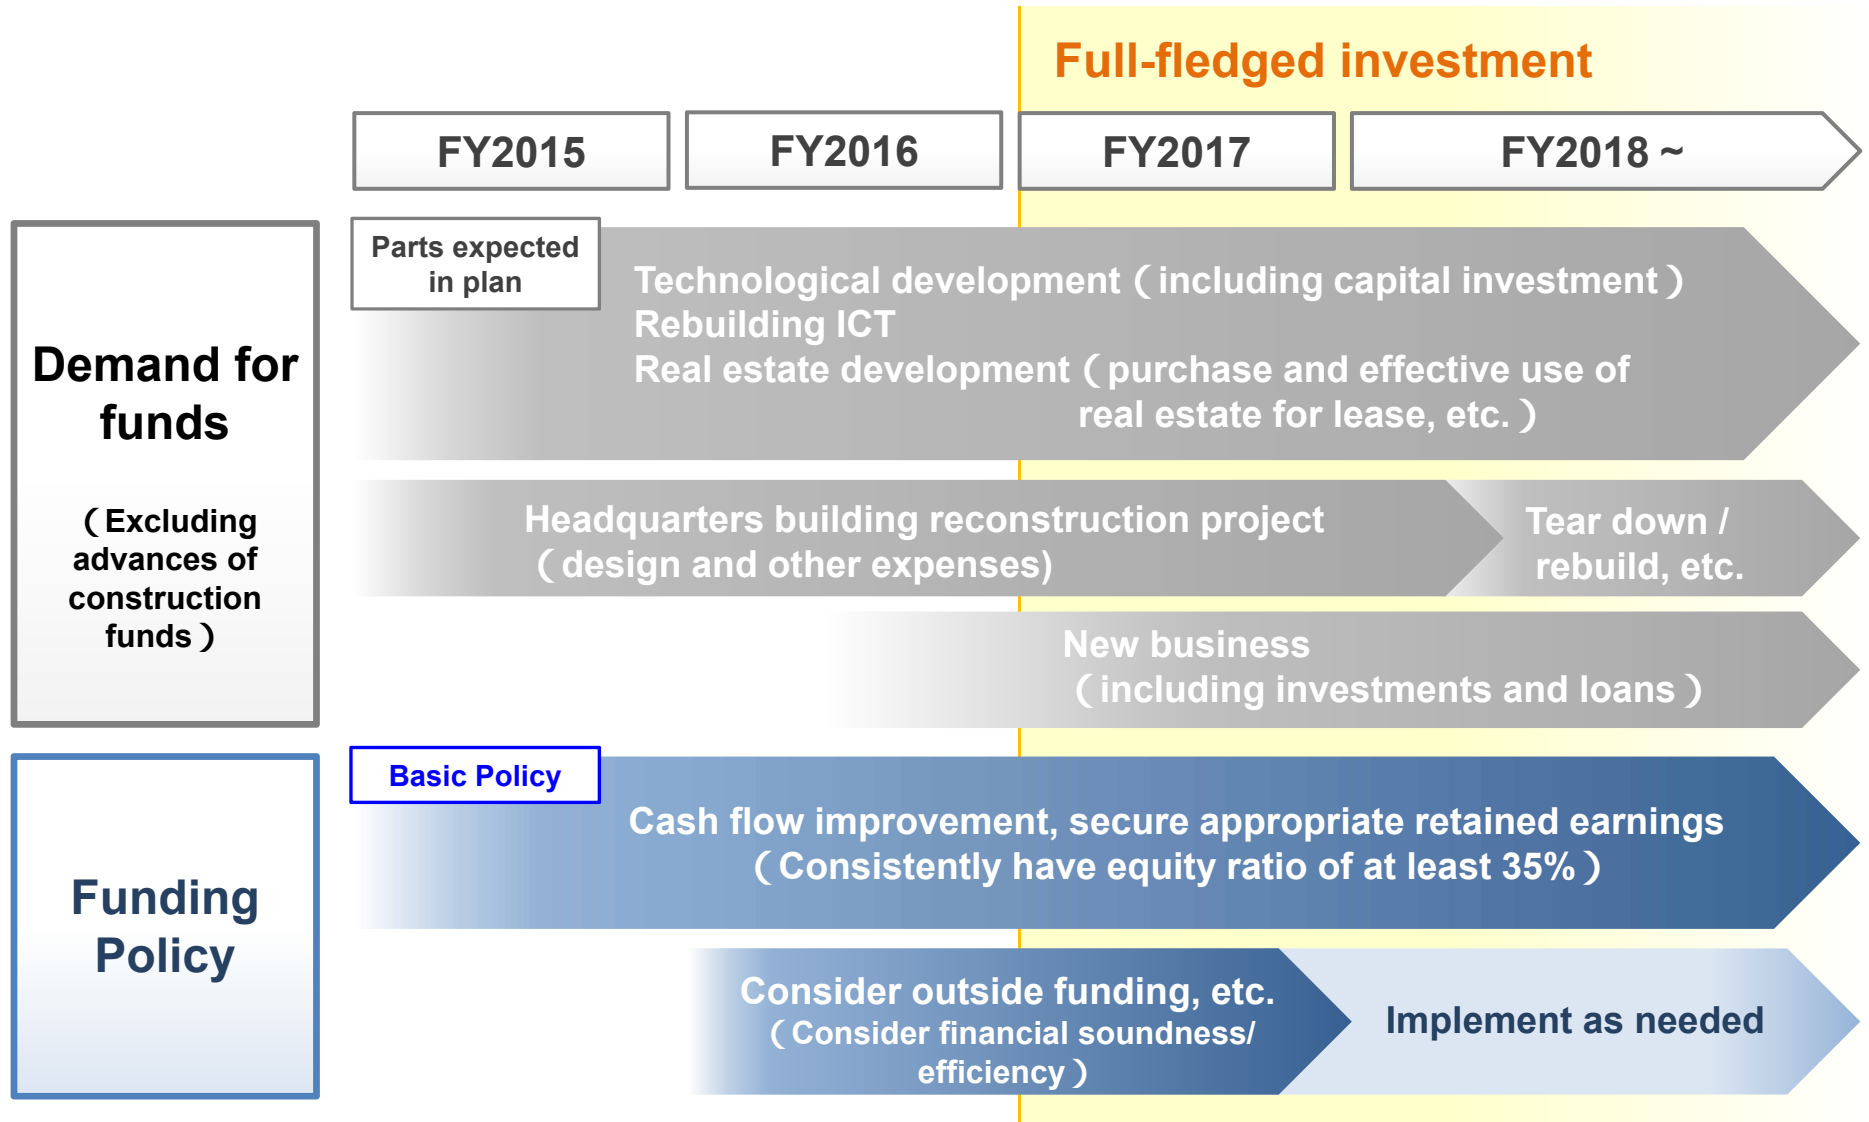 Full-fledged investment
FY2015
FY2016
FY2017
FY2018 ~
Demand for
funds
（Excluding
advances of
construction
funds）
Parts expected
in plan
Technological development（including capital investment）
Rebuilding ICT
Real estate development（purchase and effective use of
real estate for lease, etc.）
Headquarters building reconstruction project
（design and other expenses)
Tear down /
rebuild, etc.
New business
（including investments and loans）
Funding
Policy
Basic Policy
Cash flow improvement, secure appropriate retained earnings
（Consistently have equity ratio of at least 35%）
Consider outside funding, etc.
（Consider financial soundness/
efficiency）
Implement as needed